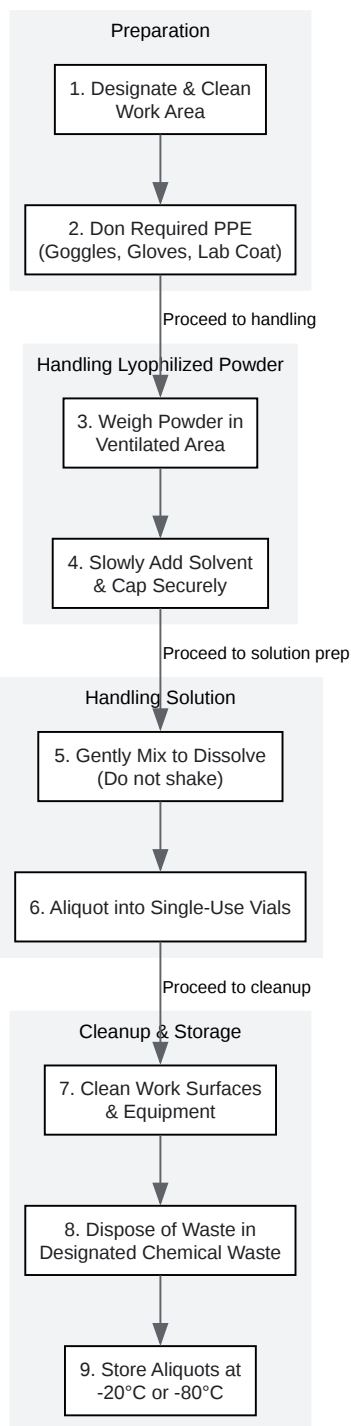 Preparation
1. Designate & Clean
Work Area
2. Don Required PPE
(Goggles, Gloves, Lab Coat)
Proceed to handling
Handling Lyophilized Powder
3. Weigh Powder in
Ventilated Area
4. Slowly Add Solvent
& Cap Securely
Proceed to solution prep
Handling Solution
5. Gently Mix to Dissolve
(Do not shake)
6. Aliquot into Single-Use Vials
Proceed to cleanup
Cleanup & Storage
7. Clean Work Surfaces
& Equipment
8. Dispose of Waste in
Designated Chemical Waste
9. Store Aliquots at
-20°C or -80°C